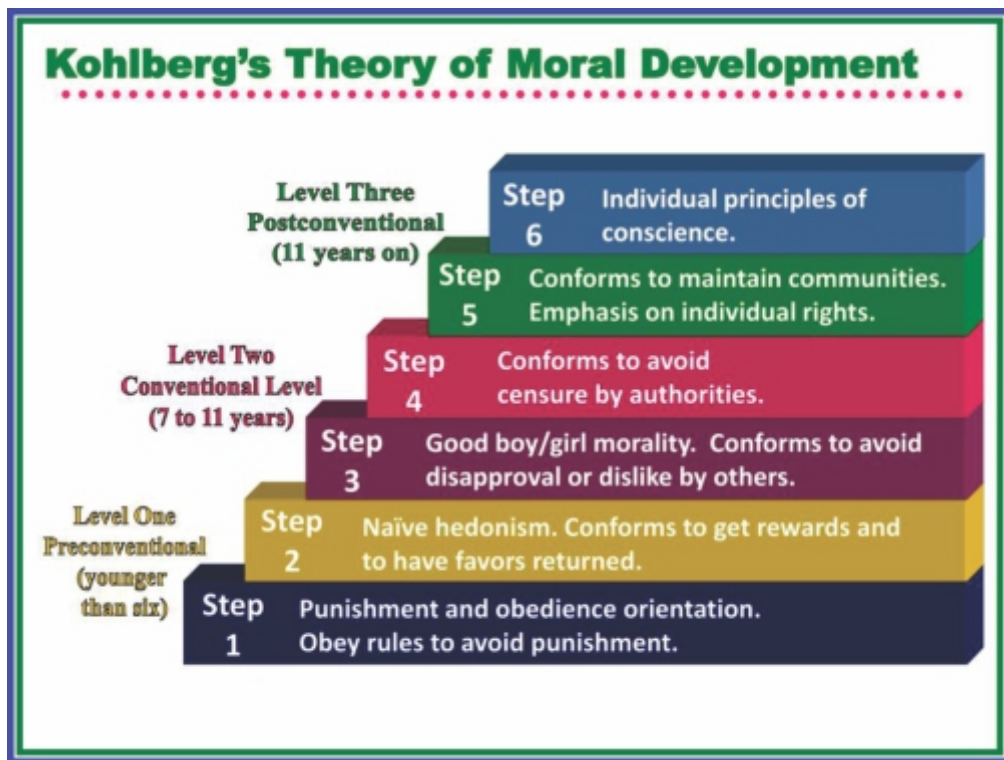 Kohlberg's Theory of Moral Development
Level Three
Postconventional
(11 years on)
Step
6
Individual principles of
conscience.
Step
5
Conforms to maintain communities.
Emphasis on individual rights.
Level Two
Conventional Level
(7 to 11 years)
Step
4
Conforms to avoid
censure by authorities.
Step
3
Good boy/girl morality. Conforms to avoid
disapproval or dislike by others.
Level One
Preconventional
(younger
than six)
Step
2
Naïve hedonism. Conforms to get rewards and
to have favors returned.
Step
1
Punishment and obedience orientation.
Obey rules to avoid punishment.